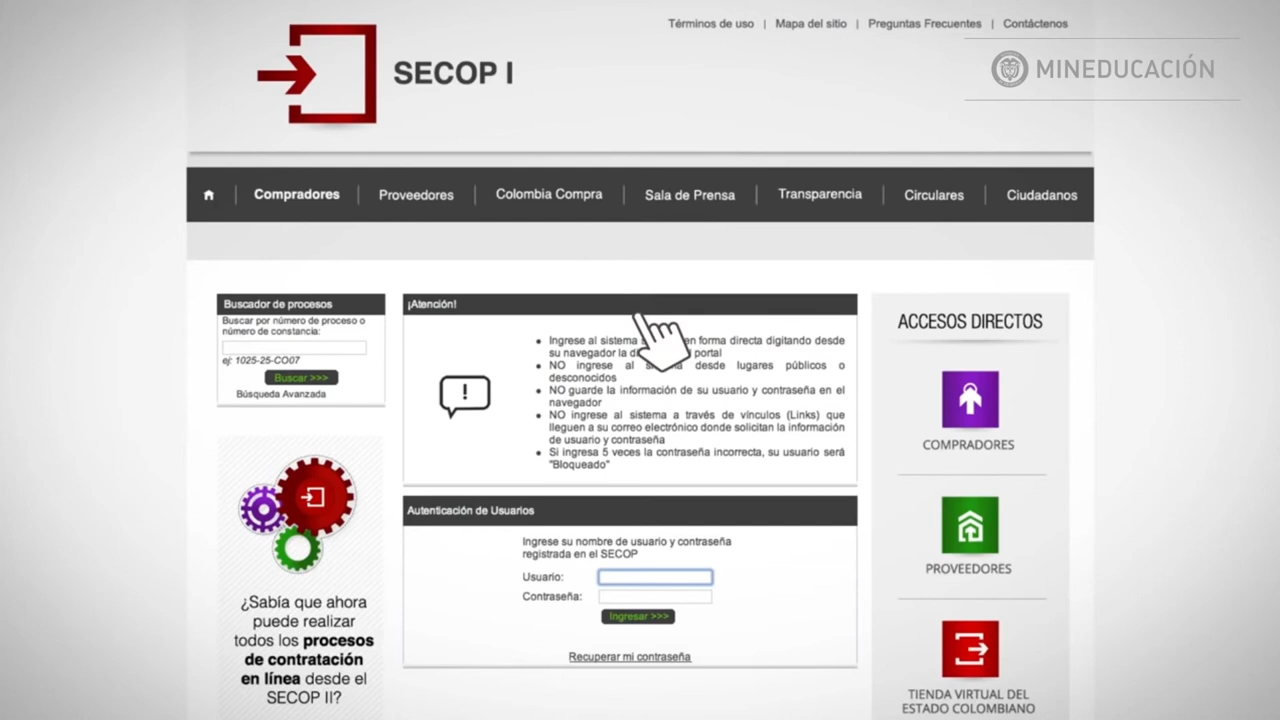 Términos de uso | Mapa del sitio | Preguntas Frecuentes | Contáctenos
MINEDUCACIÓN
SECOP I
Compradores | Proveedores | Colombia Compra | Sala de Prensa | Transparencia | Circulares | Ciudadanos
Buscador de procesos
Buscar por número de proceso o
número de constancia:
ej: 1025-25-CO07
Buscar >>>
Búsqueda Avanzada
¿Sabía que ahora
puede realizar
todos los procesos
de contratación
en línea desde el
SECOP II?
¡Atención!
• Ingrese al sistema en forma directa digitando desde
su navegador la portal
• NO ingrese al desde lugares públicos o
desconocidos
• NO guarde la información de su usuario y contraseña en el
navegador
• NO ingrese al sistema a través de vínculos (Links) que
lleguen a su correo electrónico donde solicitan la información
de usuario y contraseña
• Si ingresa 5 veces la contraseña incorrecta, su usuario será
"Bloqueado"
!
Autenticación de Usuarios
Ingrese su nombre de usuario y contraseña
registrada en el SECOP
Usuario:
Contraseña:
Ingresar >>>
Recuperar mi contraseña
ACCESOS DIRECTOS
COMPRADORES
PROVEEDORES
TIENDA VIRTUAL DEL
ESTADO COLOMBIANO